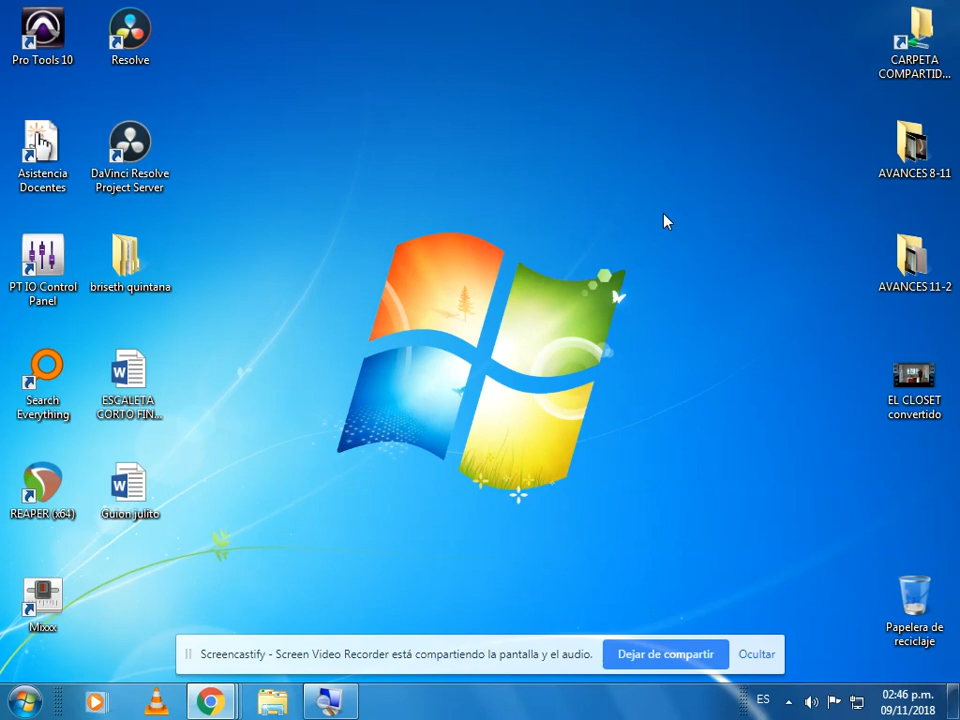 Pro Tools 10
Resolve
CARPETA
COMPARTID...
Asistencia
Docentes
DaVinci Resolve
Project Server
AVANCES 8-11
PT IO Control
Panel
briseth quintana
AVANCES 11-2
Search
Everything
ESCALETA
CORTO FIN...
EL CLOSET
convertido
REAPER (x64)
Guion.julito
Mixxx
Papelera de
reciclaje
Screencastify - Screen Video Recorder está compartiendo la pantalla y el audio.
Dejar de compartir
Ocultar
ES
02:46 p.m.
09/11/2018